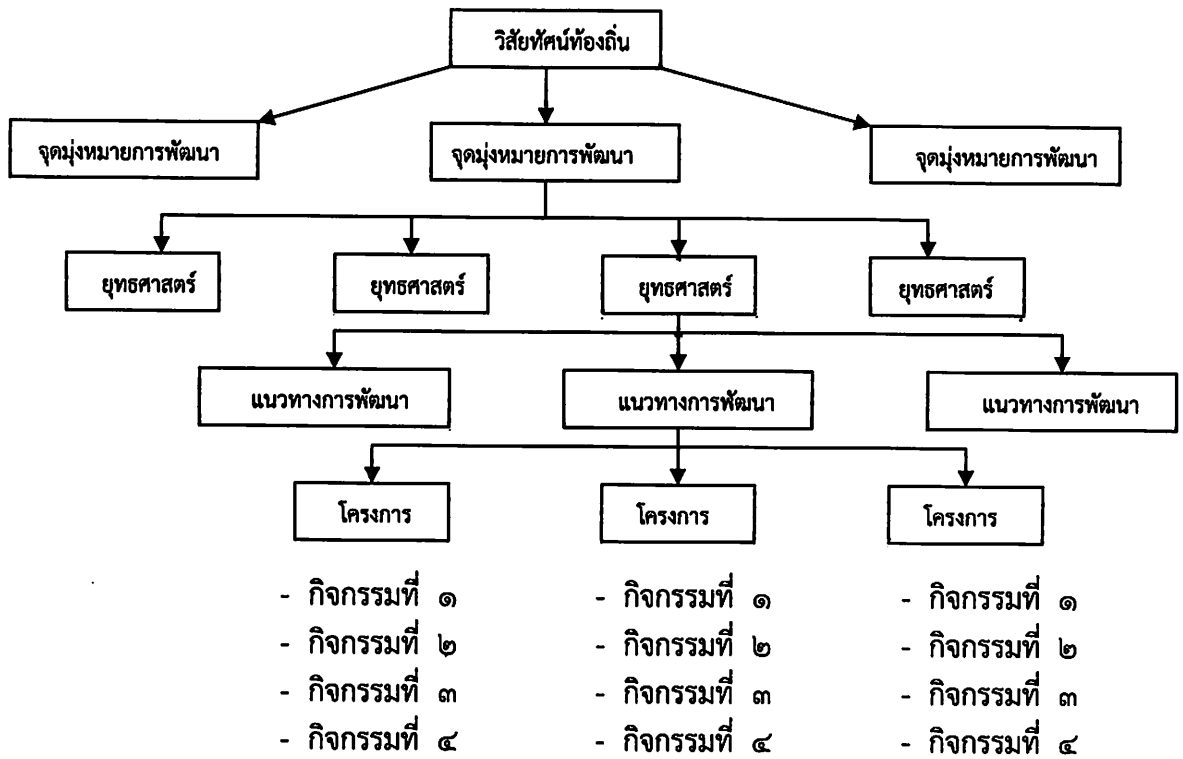 วิสัยทัศน์ท้องถิ่น
จุดมุ่งหมายการพัฒนา จุดมุ่งหมายการพัฒนา จุดมุ่งหมายการพัฒนา
ยุทธศาสตร์ ยุทธศาสตร์ ยุทธศาสตร์ ยุทธศาสตร์
แนวทางการพัฒนา แนวทางการพัฒนา แนวทางการพัฒนา
โครงการ โครงการ โครงการ
- กิจกรรมที่ ๑ - กิจกรรมที่ ๑ - กิจกรรมที่ ๑
- กิจกรรมที่ ๒ - กิจกรรมที่ ๒ - กิจกรรมที่ ๒
- กิจกรรมที่ ๓ - กิจกรรมที่ ๓ - กิจกรรมที่ ๓
- กิจกรรมที่ ๔ - กิจกรรมที่ ๔ - กิจกรรมที่ ๔